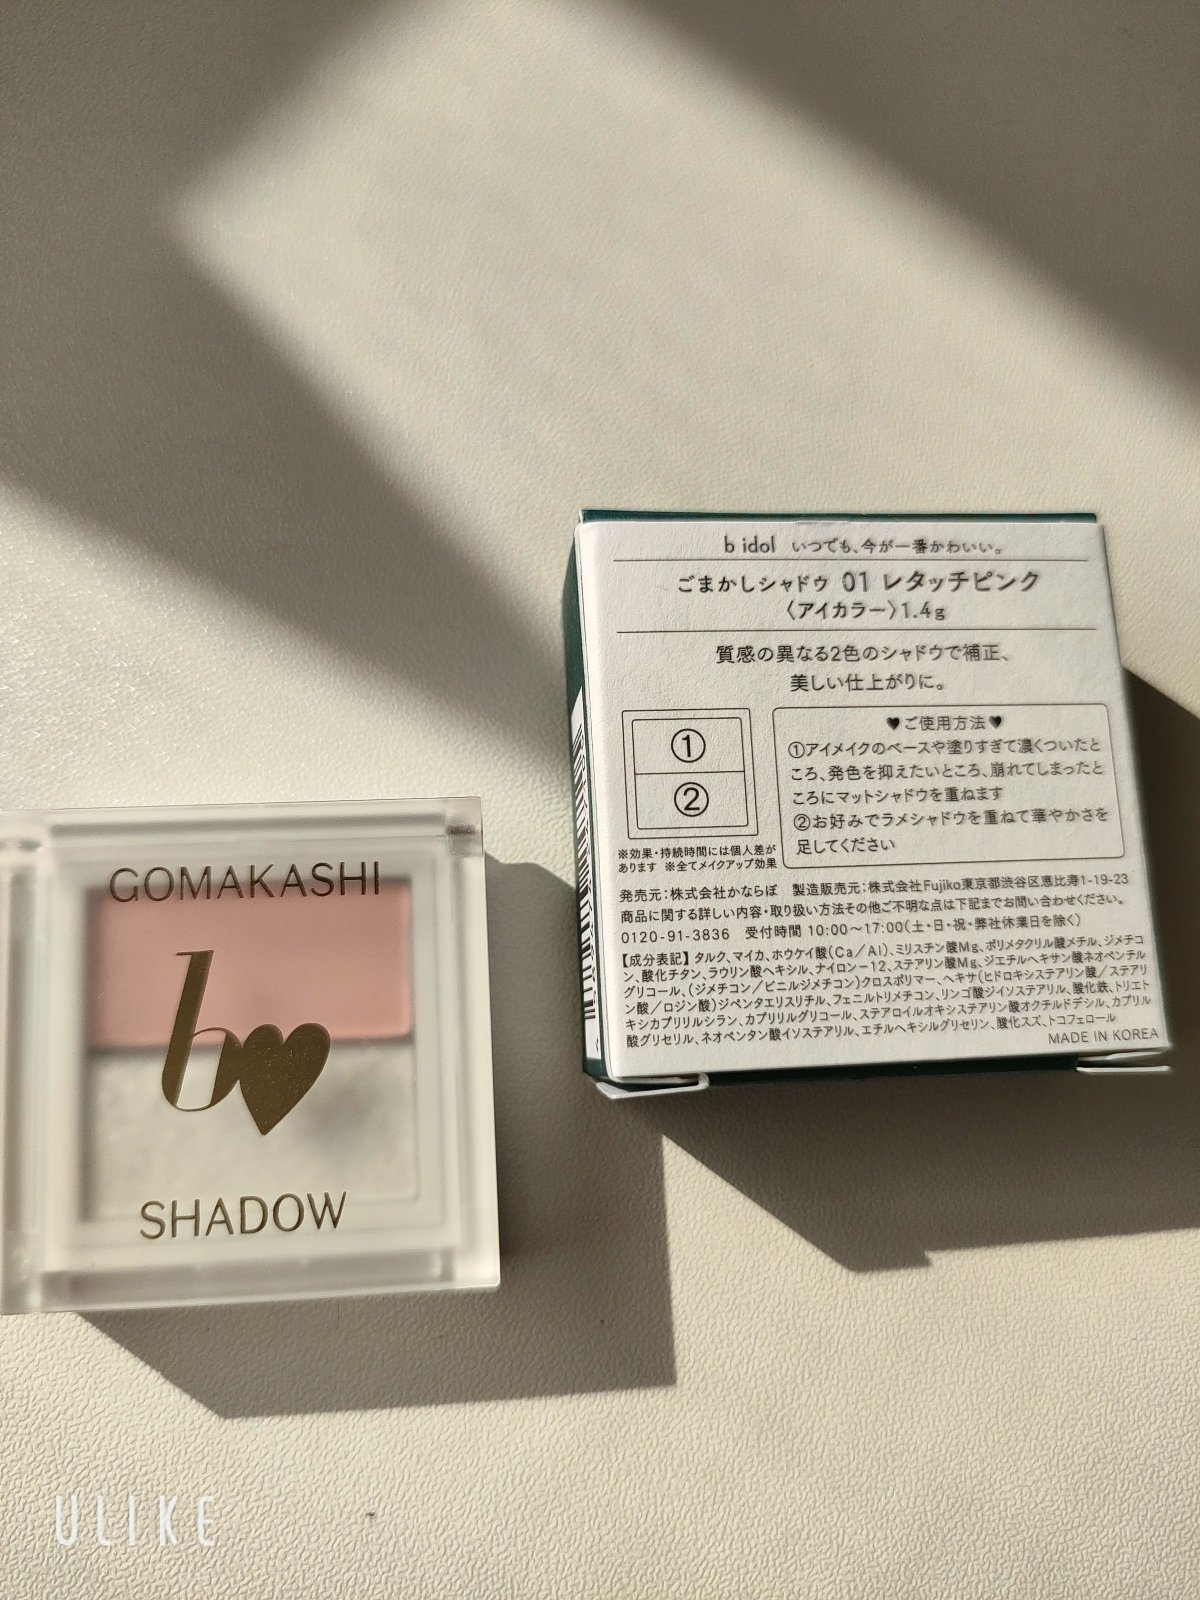 GOMAKASHI
b♥
SHADOW
b idol いつでも、今が一番かわいい。
ごまかしシャドウ 01 レタッチピンク
〈アイカラー〉1.4g
質感の異なる2色のシャドウで補正、
美しい仕上がりに。
①
②
※効果・持続時間には個人差が
あります ※全てメイクアップ効果
♥ご使用方法♥
①アイメイクのベースや塗りすぎて濃くついたと
ころ、発色を抑えたいところ、崩れてしまったと
ころにマットシャドウを重ねます
②お好みでラメシャドウを重ねて華やかさを
足してください
発売元：株式会社かならぼ 製造販売元：株式会社Fujiko東京都渋谷区恵比寿1-19-23
商品に関する詳しい内容・取り扱い方法その他ご不明な点は下記までお問い合わせください。
0120-91-3836 受付時間 10:00～17:00(土・日・祝・弊社休業日を除く)
【成分表記】タルク、マイカ、ホウケイ酸(Ca/Al)、ミリスチン酸Mg、ポリメタクリル酸メチル、ジメチコ
ン、酸化チタン、ラウリン酸ヘキシル、ナイロン－12、ステアリン酸Mg、ジエチルヘキサン酸ネオペンチル
グリコール、(ジメチコン/ビニルジメチコン)クロスポリマー、ヘキサ(ヒドロキシステアリン酸/ステアリ
ン酸/ロジン酸)ジペンタエリスリチル、フェニルトリメチコン、リンゴ酸ジイソステアリル、酸化鉄、トリエト
キシカプリリルシラン、カプリリルグリコール、ステアロイルオキシステアリン酸オクチルドデシル、カプリル
酸グリセリル、ネオペンタン酸イソステアリル、エチルヘキシルグリセリン、酸化スズ、トコフェロール
MADE IN KOREA
ULIKE